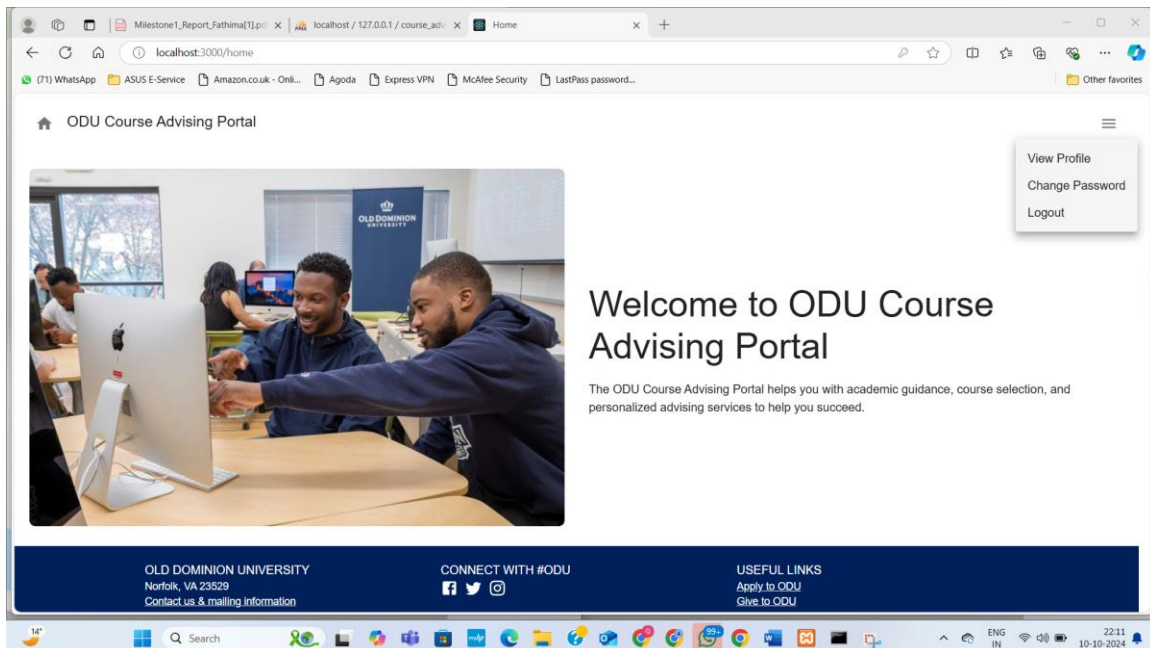 Milestone1_Report_Fathima[1].pd
localhost / 127.0.0.1 / course_adv
Home
localhost:3000/home
(71) WhatsApp
ASUS E-Service
Amazon.co.uk - Onli...
Agoda
Express VPN
McAfee Security
LastPass password...
Other favorites
ODU Course Advising Portal
View Profile
Change Password
Logout
OLD DOMINION
UNIVERSITY
Welcome to ODU Course
Advising Portal
The ODU Course Advising Portal helps you with academic guidance, course selection, and
personalized advising services to help you succeed.
OLD DOMINION UNIVERSITY
Norfolk, VA 23529
Contact us & mailing information
CONNECT WITH #ODU
USEFUL LINKS
Apply to ODU
Give to ODU
14°
Search
99+
ENG
IN
22:11
10-10-2024